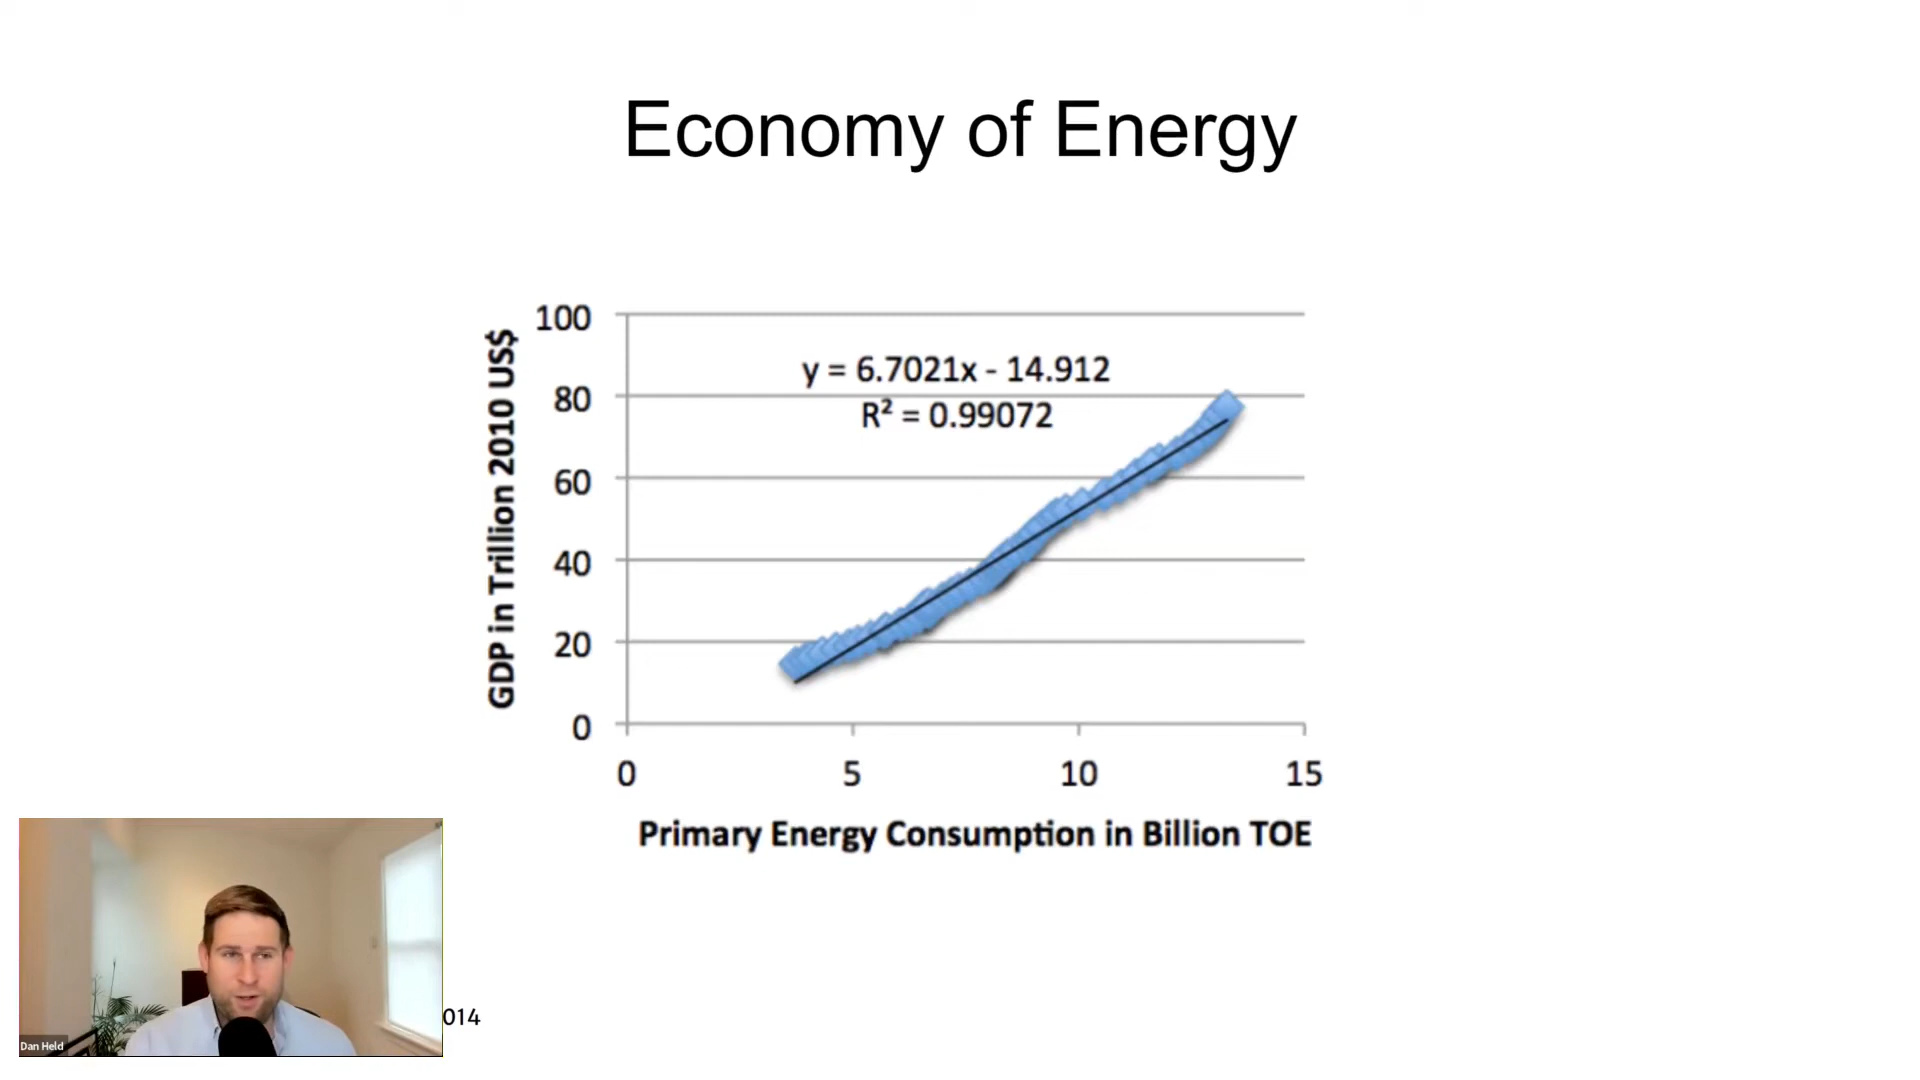 Economy of Energy
GDP in Trillion 2010 US$
100
80
60
40
20
0
y = 6.7021x - 14.912
R² = 0.99072
0 5 10 15
Primary Energy Consumption in Billion TOE
014
Dan Held